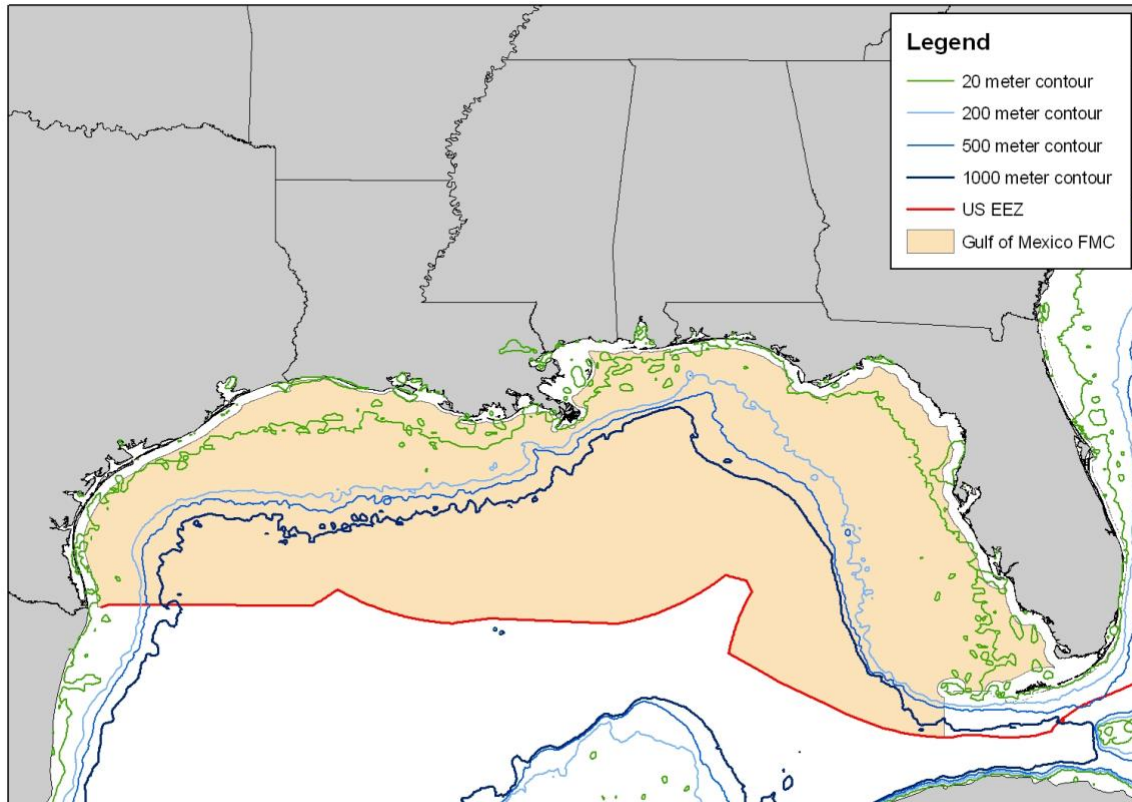 Legend
20 meter contour
200 meter contour
500 meter contour
1000 meter contour
US EEZ
Gulf of Mexico FMC